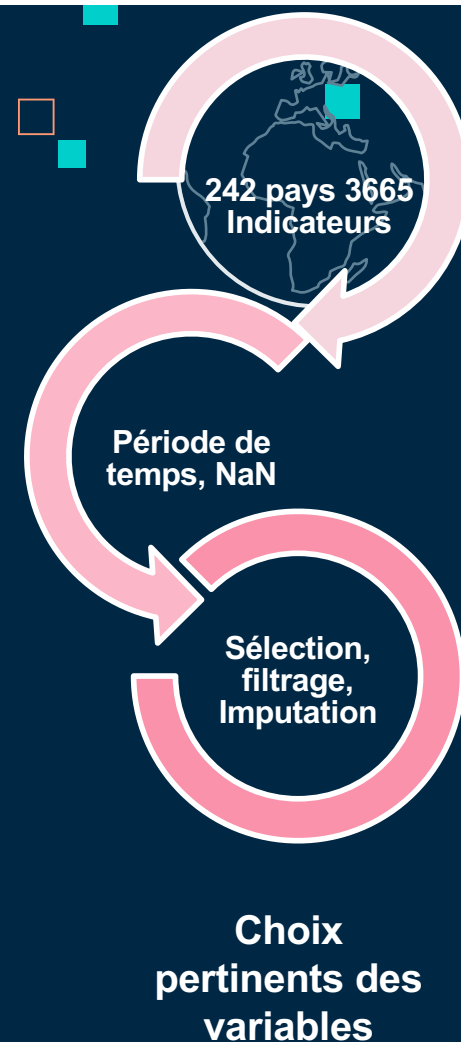 242 pays 3665
Indicateurs
Période de
temps, NaN
Sélection,
filtrage,
Imputation
Choix
pertinents des
variables